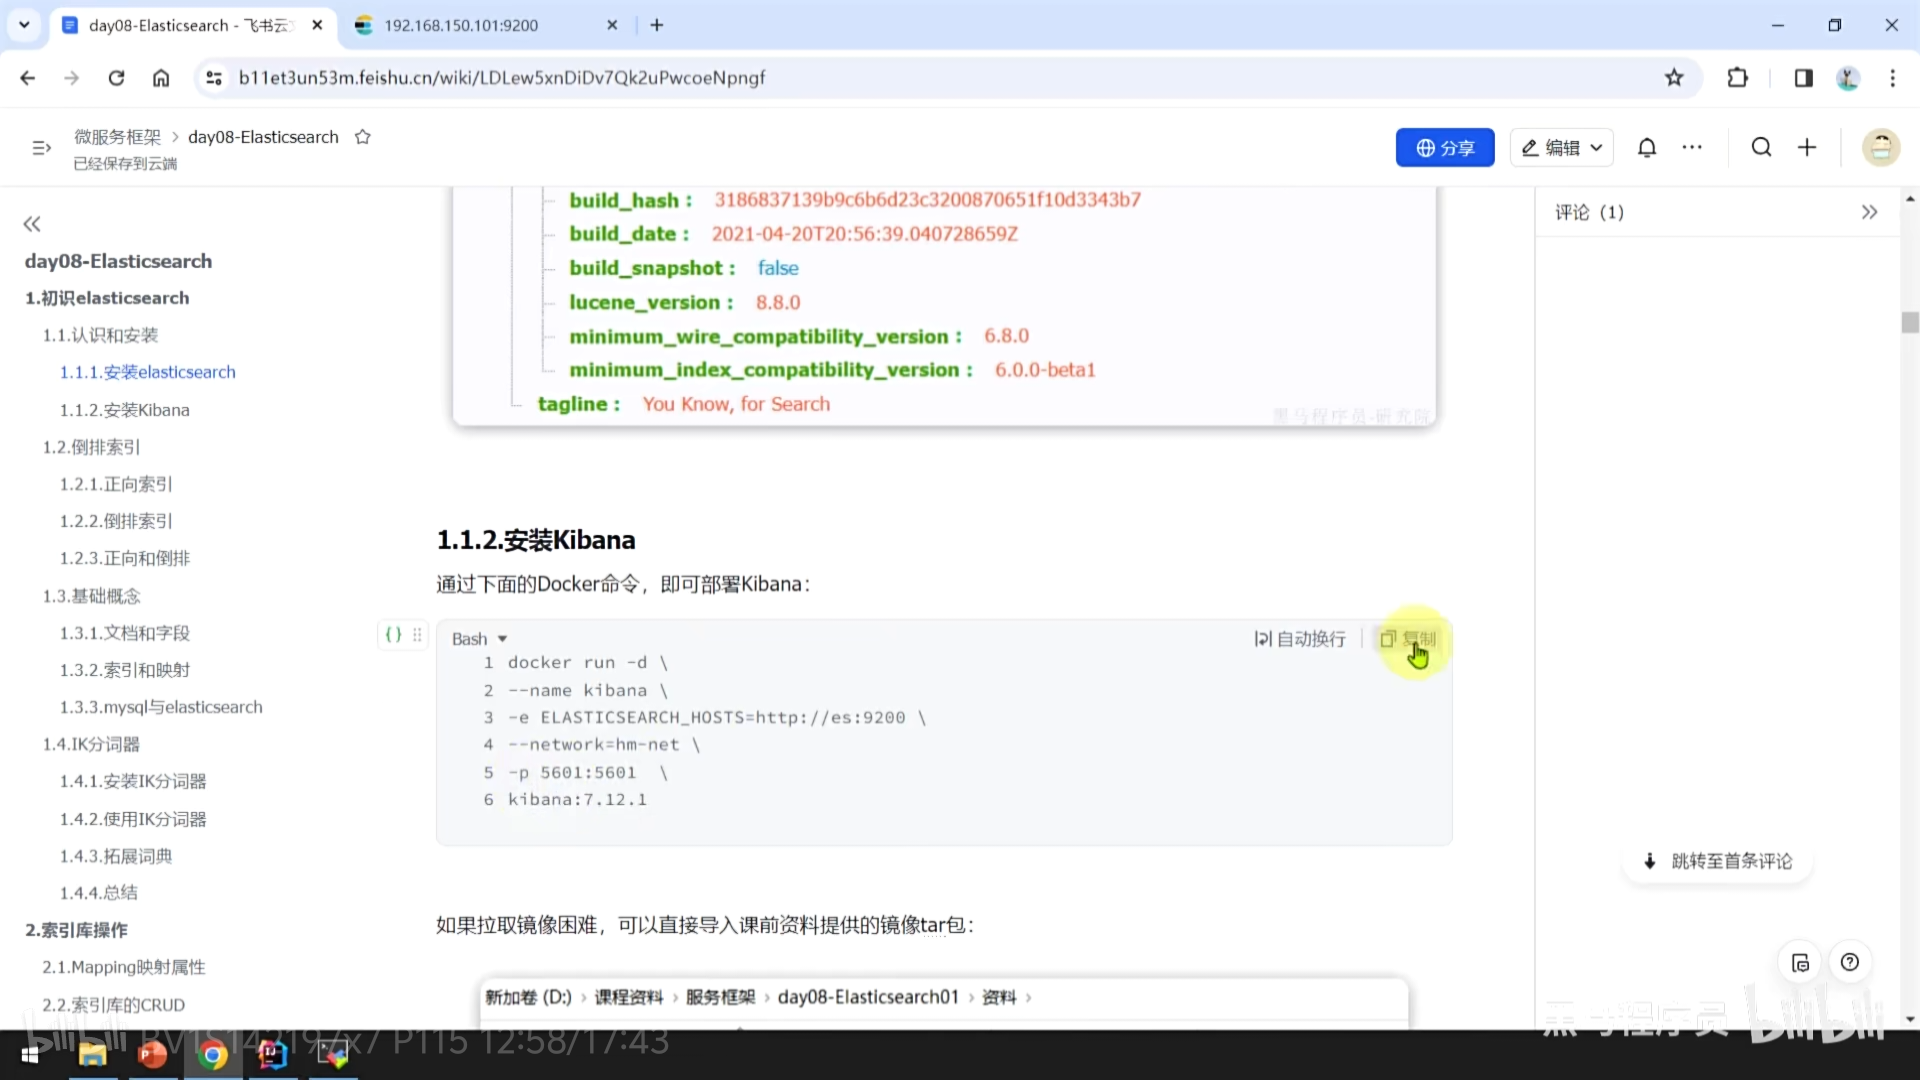 day08-Elasticsearch - 飞书云
192.168.150.101:9200
b11et3un53m.feishu.cn/wiki/LDLew5xnDiDv7Qk2uPwcoeNpngf
微服务框架 > day08-Elasticsearch
已经保存到云端
分享
编辑
day08-Elasticsearch
1.初识elasticsearch
1.1.认识和安装
1.1.1.安装elasticsearch
1.1.2.安装Kibana
1.2.倒排索引
1.2.1.正向索引
1.2.2.倒排索引
1.2.3.正向和倒排
1.3.基础概念
1.3.1.文档和字段
1.3.2.索引和映射
1.3.3.mysql与elasticsearch
1.4.IK分词器
1.4.1.安装IK分词器
1.4.2.使用IK分词器
1.4.3.拓展词典
1.4.4.总结
2.索引库操作
2.1.Mapping映射属性
2.2.索引库的CRUD
build_hash : 3186837139b9c6b6d23c3200870651f10d3343b7
build_date : 2021-04-20T20:56:39.040728659Z
build_snapshot : false
lucene_version : 8.8.0
minimum_wire_compatibility_version : 6.8.0
minimum_index_compatibility_version : 6.0.0-beta1
tagline : You Know, for Search
黑马程序员-研究院
1.1.2.安装Kibana
通过下面的Docker命令，即可部署Kibana：
Bash
自动换行
复制
1 docker run -d \
2 --name kibana \
3 -e ELASTICSEARCH_HOSTS=http://es:9200 \
4 --network=hm-net \
5 -p 5601:5601  \
6 kibana:7.12.1
如果拉取镜像困难，可以直接导入课前资料提供的镜像tar包：
新加卷 (D:) > 课程资料 > 服务框架 > day08-Elasticsearch01 > 资料 >
评论（1）
跳转至首条评论
黑马程序员 bilibili
bilibili BV1S142197x7 P115 12:58/17:43